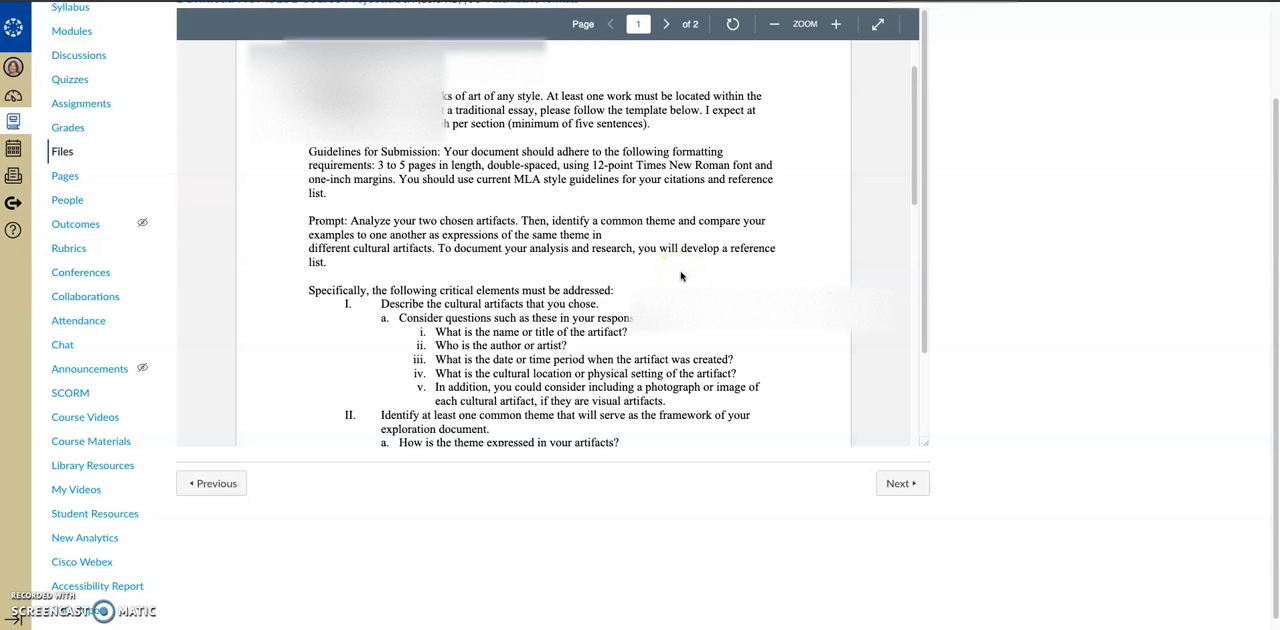 Syllabus
Modules
Discussions
Quizzes
Assignments
Grades
Files
Pages
People
Outcomes
Rubrics
Conferences
Collaborations
Attendance
Chat
Announcements
SCORM
Course Videos
Course Materials
Library Resources
My Videos
Student Resources
New Analytics
Cisco Webex
Accessibility Report
RECORDED WITH
SCREENCAST MATIC
Page 1 of 2 ZOOM
of art of any style. At least one work must be located within the
a traditional essay, please follow the template below. I expect at
per section (minimum of five sentences).
Guidelines for Submission: Your document should adhere to the following formatting
requirements: 3 to 5 pages in length, double-spaced, using 12-point Times New Roman font and
one-inch margins. You should use current MLA style guidelines for your citations and reference
list.
Prompt: Analyze your two chosen artifacts. Then, identify a common theme and compare your
examples to one another as expressions of the same theme in
different cultural artifacts. To document your analysis and research, you will develop a reference
list.
Specifically, the following critical elements must be addressed:
I. Describe the cultural artifacts that you chose.
a. Consider questions such as these in your respons
i. What is the name or title of the artifact?
ii. Who is the author or artist?
iii. What is the date or time period when the artifact was created?
iv. What is the cultural location or physical setting of the artifact?
v. In addition, you could consider including a photograph or image of
each cultural artifact, if they are visual artifacts.
II. Identify at least one common theme that will serve as the framework of your
exploration document.
a. How is the theme expressed in your artifacts?
Previous
Next